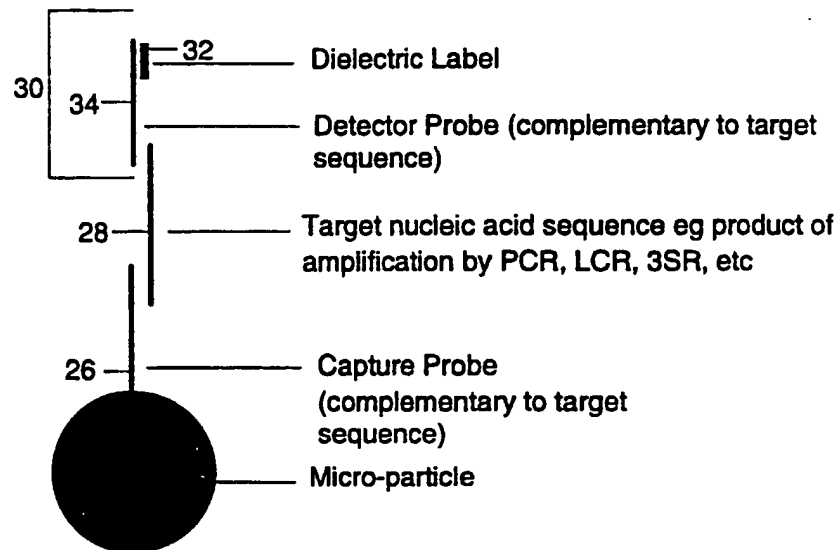 32
Dielectric Label
30
34
Detector Probe (complementary to target
sequence)
28
Target nucleic acid sequence eg product of
amplification by PCR, LCR, 3SR, etc
26
Capture Probe
(complementary to target
sequence)
Micro-particle